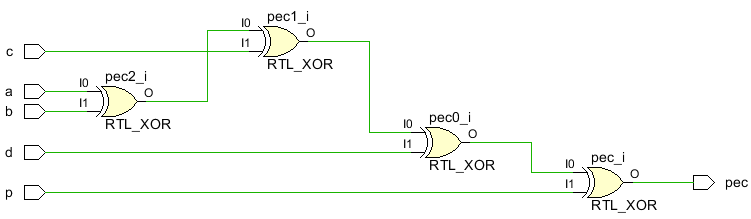 pec1_i
I0
O
c
I1
RTL_XOR
pec2_i
a
I0
O
b
I1
RTL_XOR
pec0_i
I0
O
d
I1
RTL_XOR
pec_i
I0
O
pec
p
I1
RTL_XOR